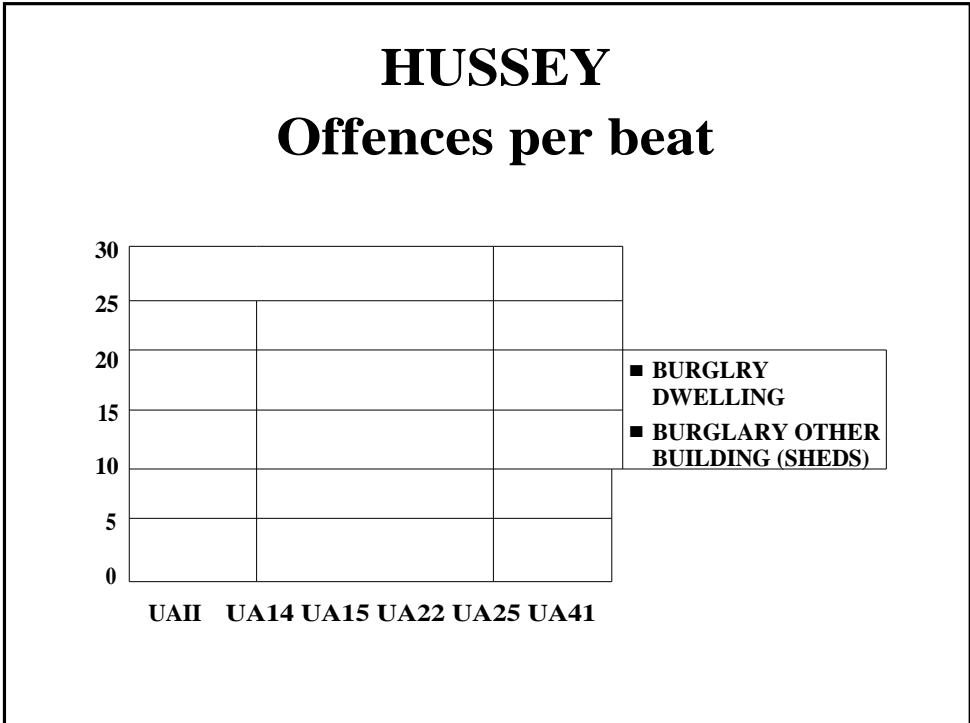 HUSSEY
Offences per beat
30
25
20
15
10
5
0
■ BURGLRY
DWELLING
■ BURGLARY OTHER
BUILDING (SHEDS)
UAII UA14 UA15 UA22 UA25 UA41